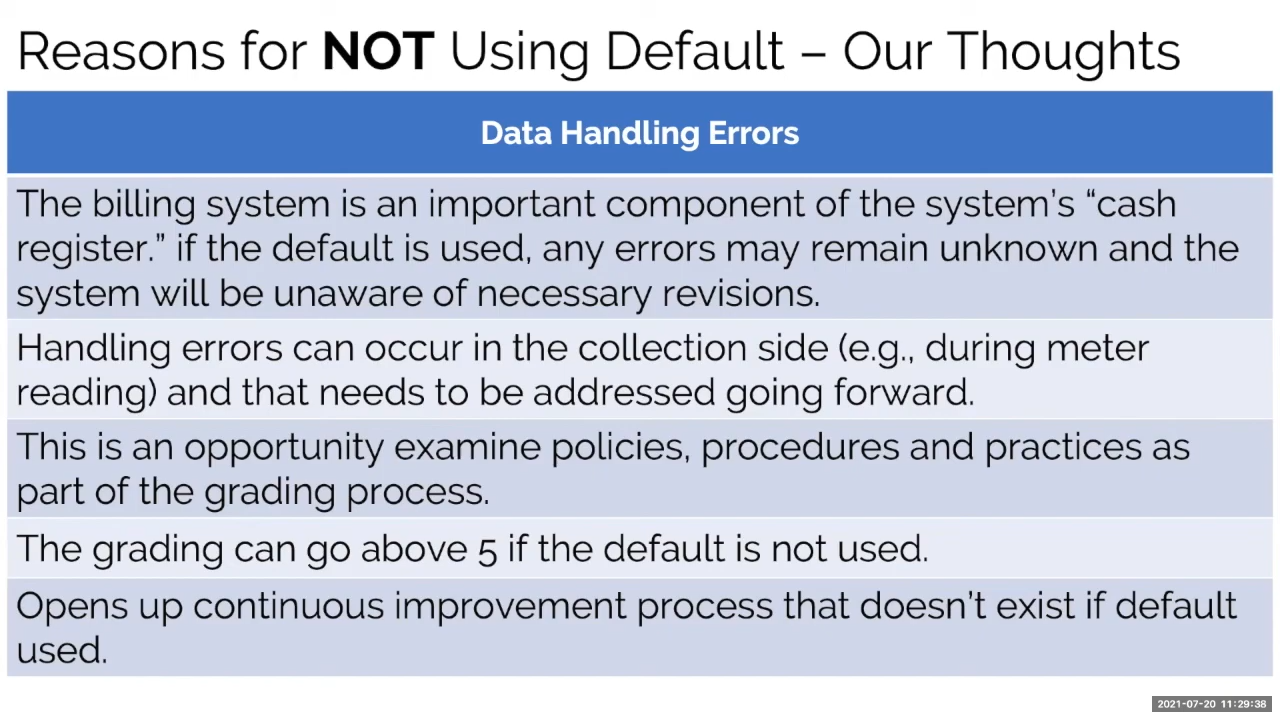 Reasons for NOT Using Default – Our Thoughts
Data Handling Errors
The billing system is an important component of the system's “cash
register.” if the default is used, any errors may remain unknown and the
system will be unaware of necessary revisions.
Handling errors can occur in the collection side (e.g., during meter
reading) and that needs to be addressed going forward.
This is an opportunity examine policies, procedures and practices as
part of the grading process.
The grading can go above 5 if the default is not used.
Opens up continuous improvement process that doesn't exist if default
used.
2021-07-20 11:29:38